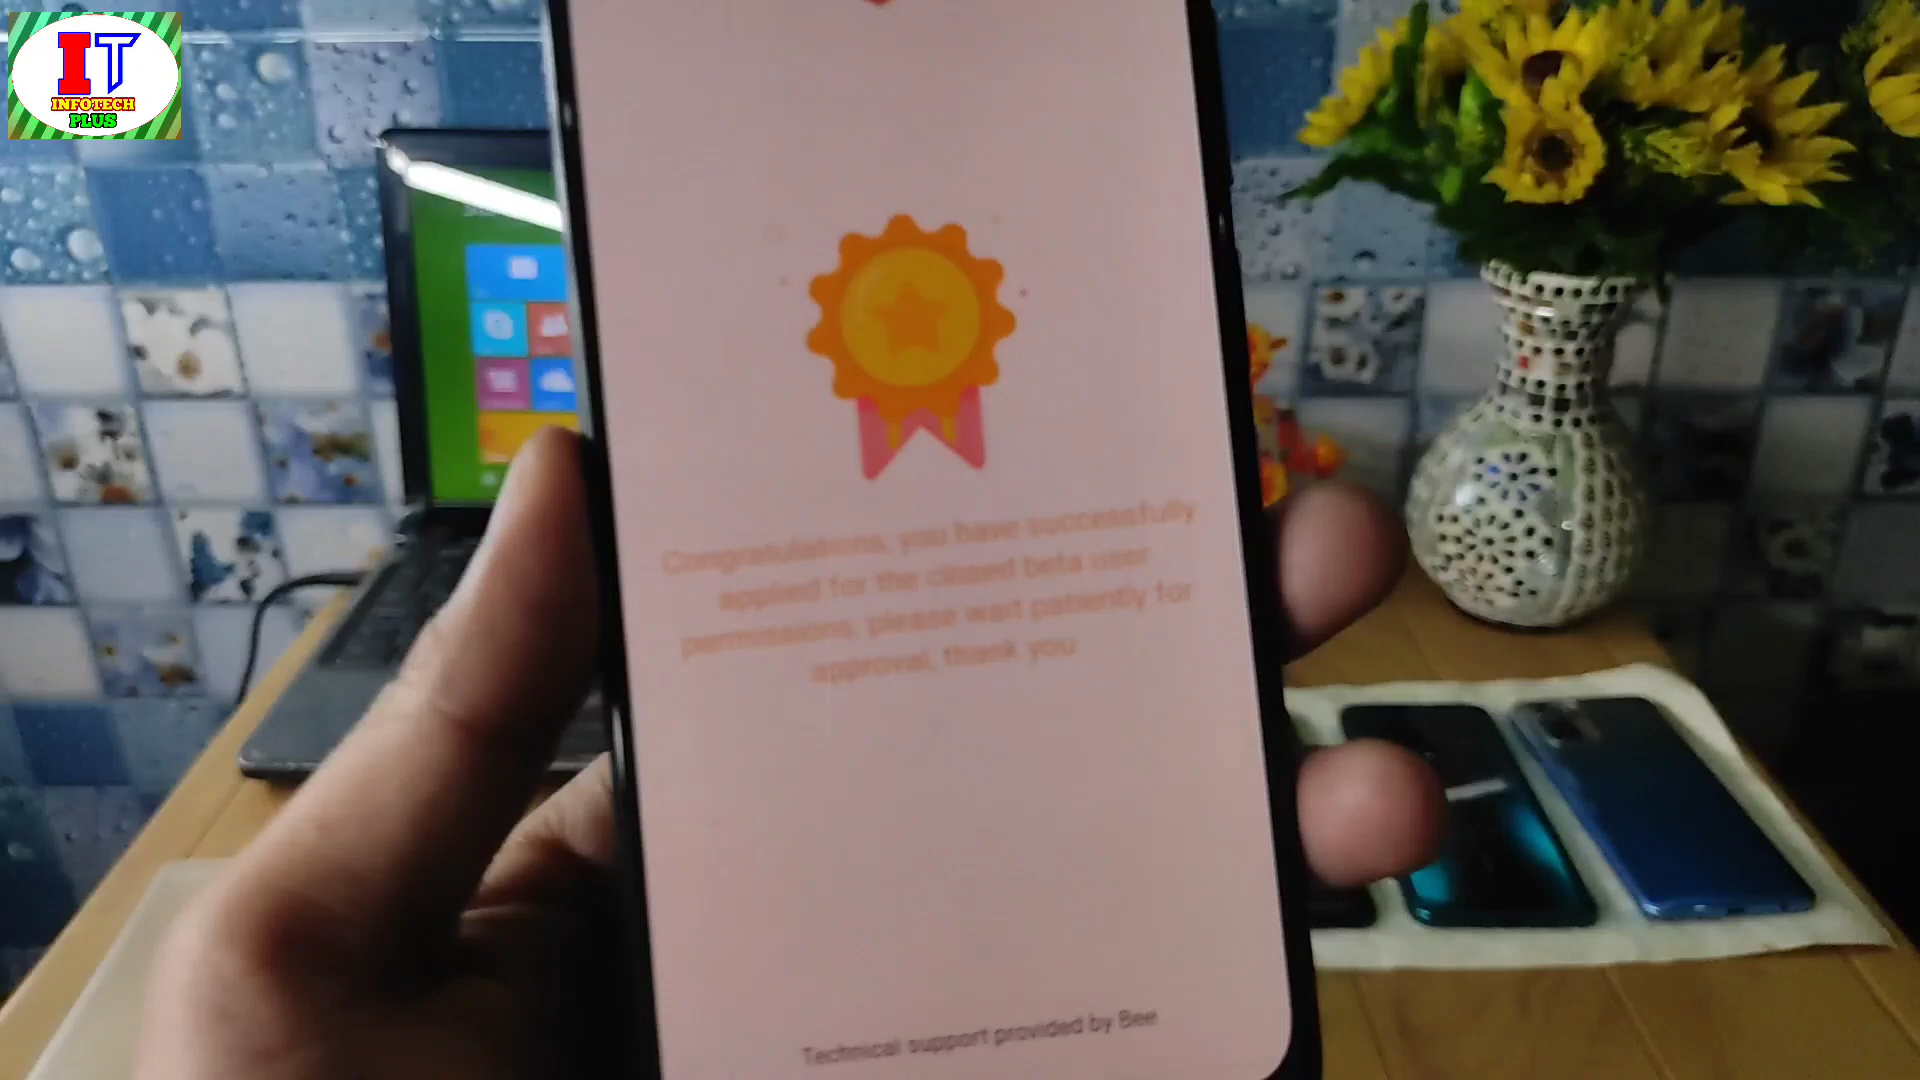 IT
INFOTECH
PLUS
Congratulations, you have successfully
applied for the closed beta user
permissions, please wait patiently for
approval, thank you
Technical support provided by Bee